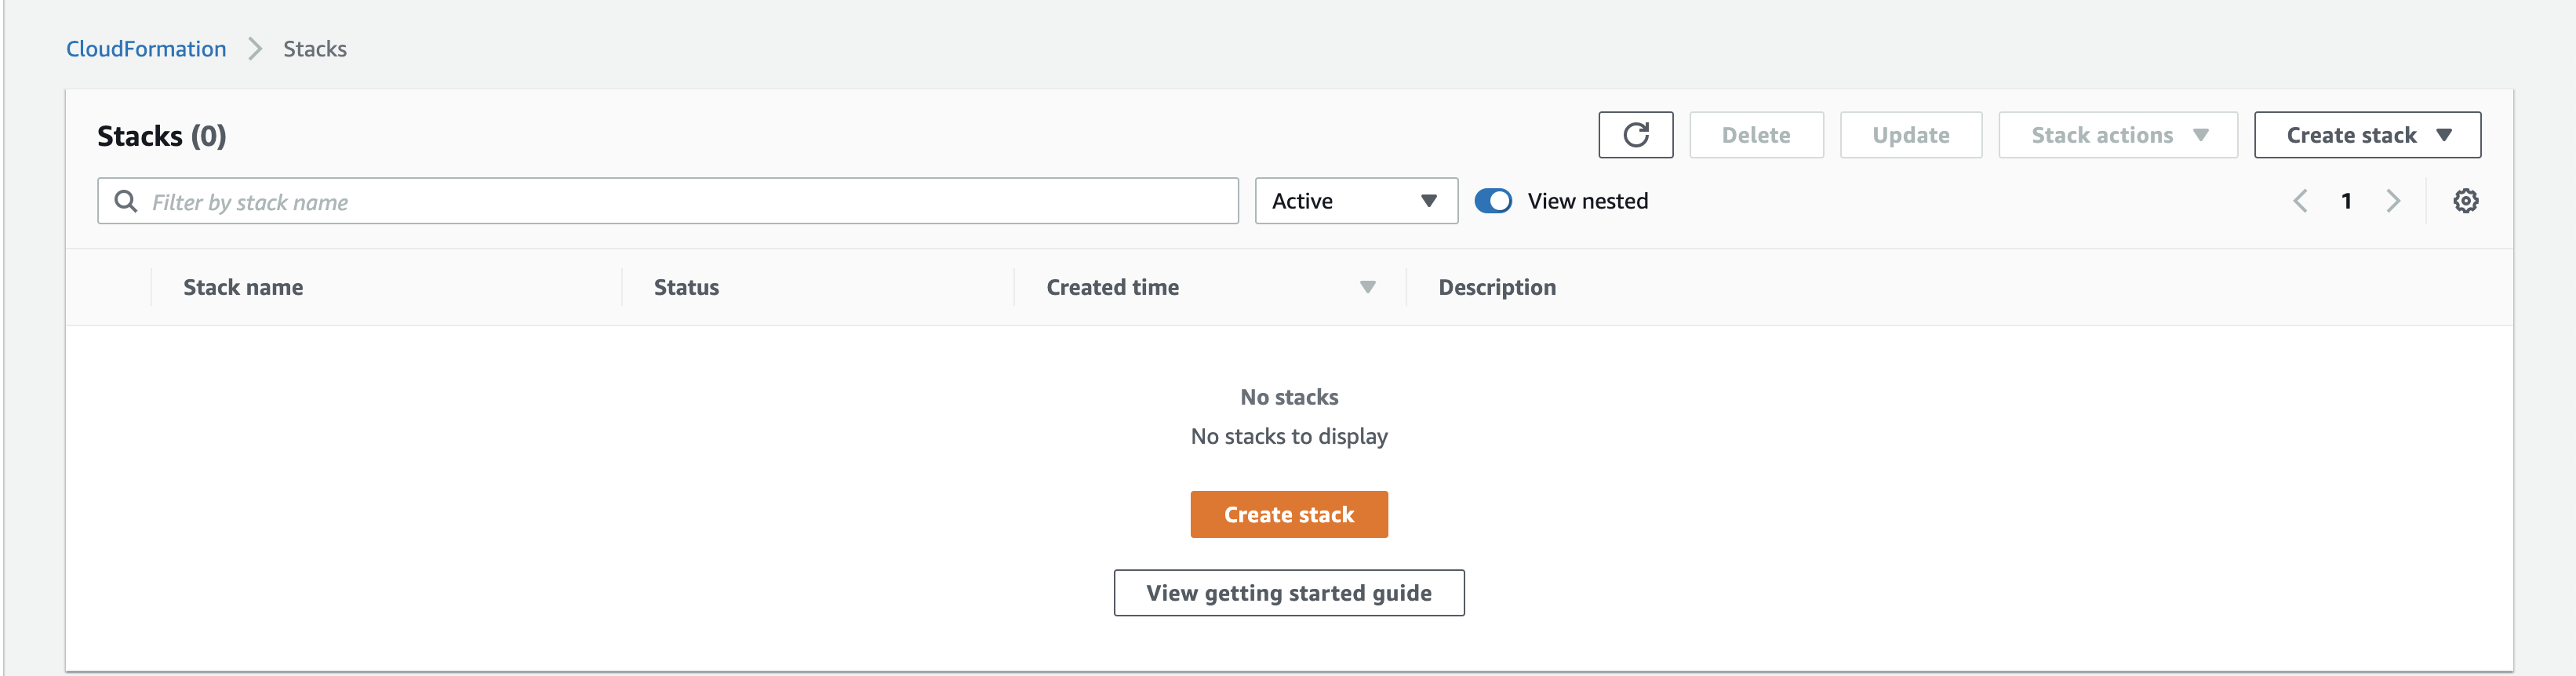 CloudFormation > Stacks
Stacks (0) Delete Update Stack actions Create stack
Filter by stack name Active View nested 1
Stack name Status Created time Description
No stacks
No stacks to display
Create stack
View getting started guide